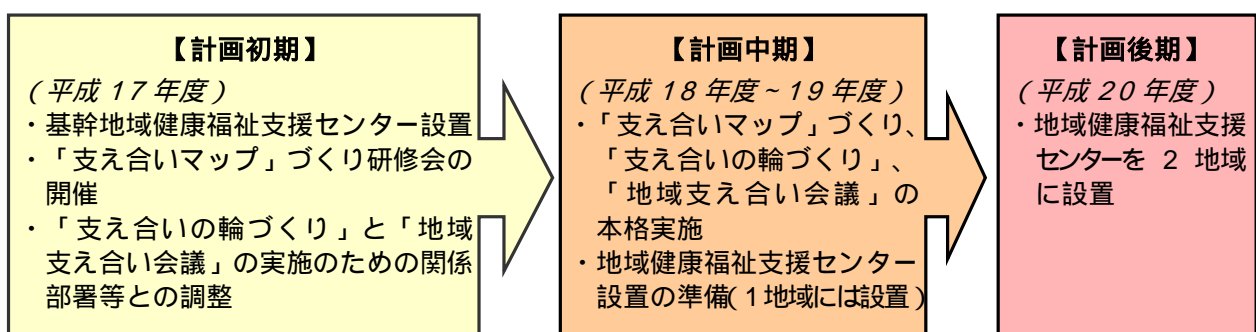 【計画初期】
(平成 17 年度)
・基幹地域健康福祉支援センター設置
・「支え合いマップ」づくり研修会の
開催
・「支え合いの輪づくり」と「地域
支え合い会議」の実施のための関係
部署等との調整
【計画中期】
(平成 18 年度~19 年度)
・「支え合いマップ」づくり、
「支え合いの輪づくり」、
「地域支え合い会議」の
本格実施
・地域健康福祉支援センター
設置の準備(1地域には設置)
【計画後期】
(平成 20 年度)
・地域健康福祉支援
センターを 2 地域
に設置